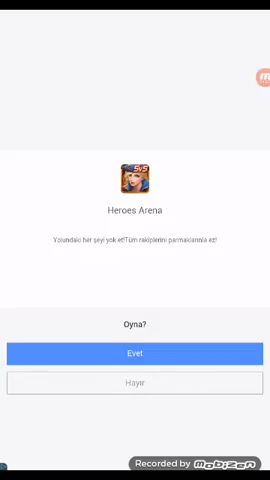 5v5
Heroes Arena
Yolundaki her şeyi yok et!Tüm rakiplerini parmaklarınla ez!
Oyna?
Evet
Hayır
Recorded by mobizen